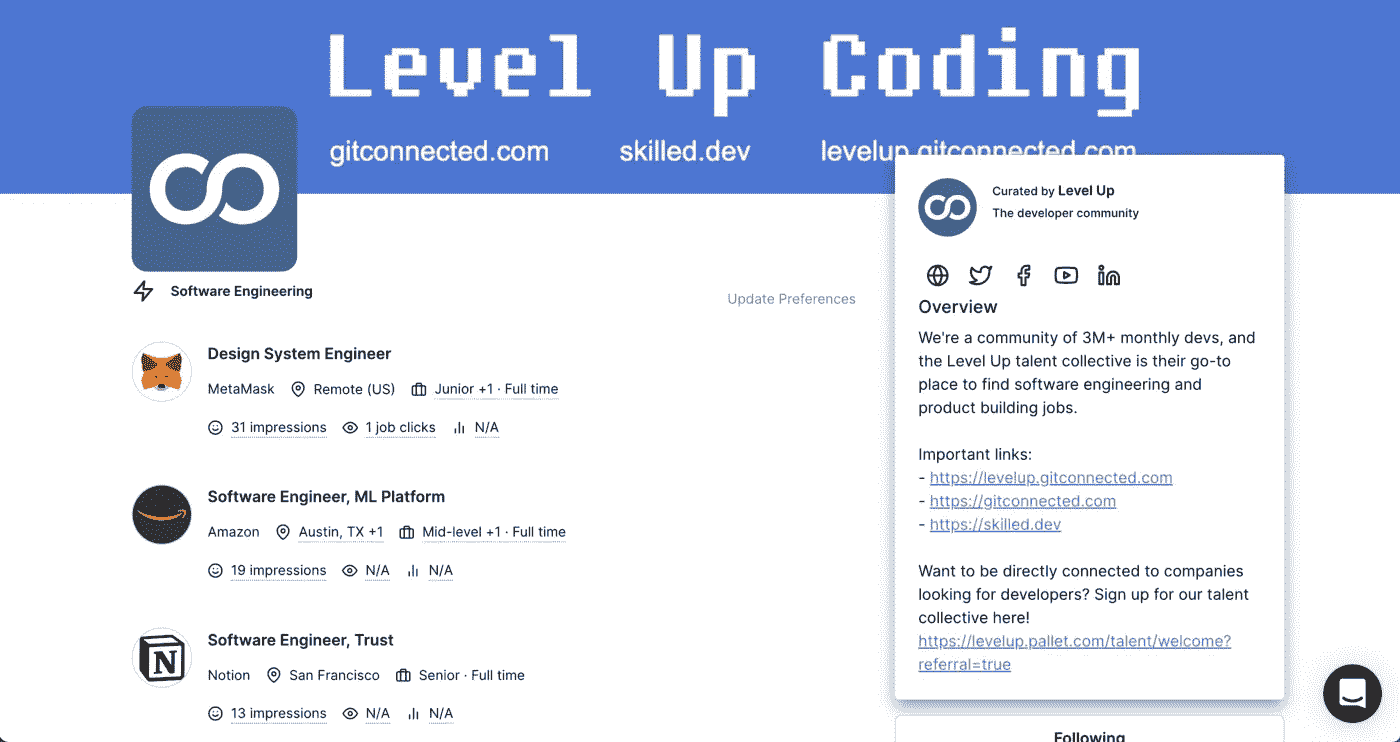 Level Up Coding
gitconnected.com skilled.dev levelup.gitconnected.com
Software Engineering
Update Preferences
Design System Engineer
MetaMask Remote (US) Junior +1 · Full time
31 impressions 1 job clicks N/A
Software Engineer, ML Platform
Amazon Austin, TX +1 Mid-level +1 · Full time
19 impressions N/A N/A
Software Engineer, Trust
N
Notion San Francisco Senior · Full time
13 impressions N/A N/A
Curated by Level Up
The developer community
Overview
We're a community of 3M+ monthly devs, and
the Level Up talent collective is their go-to
place to find software engineering and
product building jobs.
Important links:
- https://levelup.gitconnected.com
- https://gitconnected.com
- https://skilled.dev
Want to be directly connected to companies
looking for developers? Sign up for our talent
collective here!
https://levelup.pallet.com/talent/welcome?
referral=true
Following